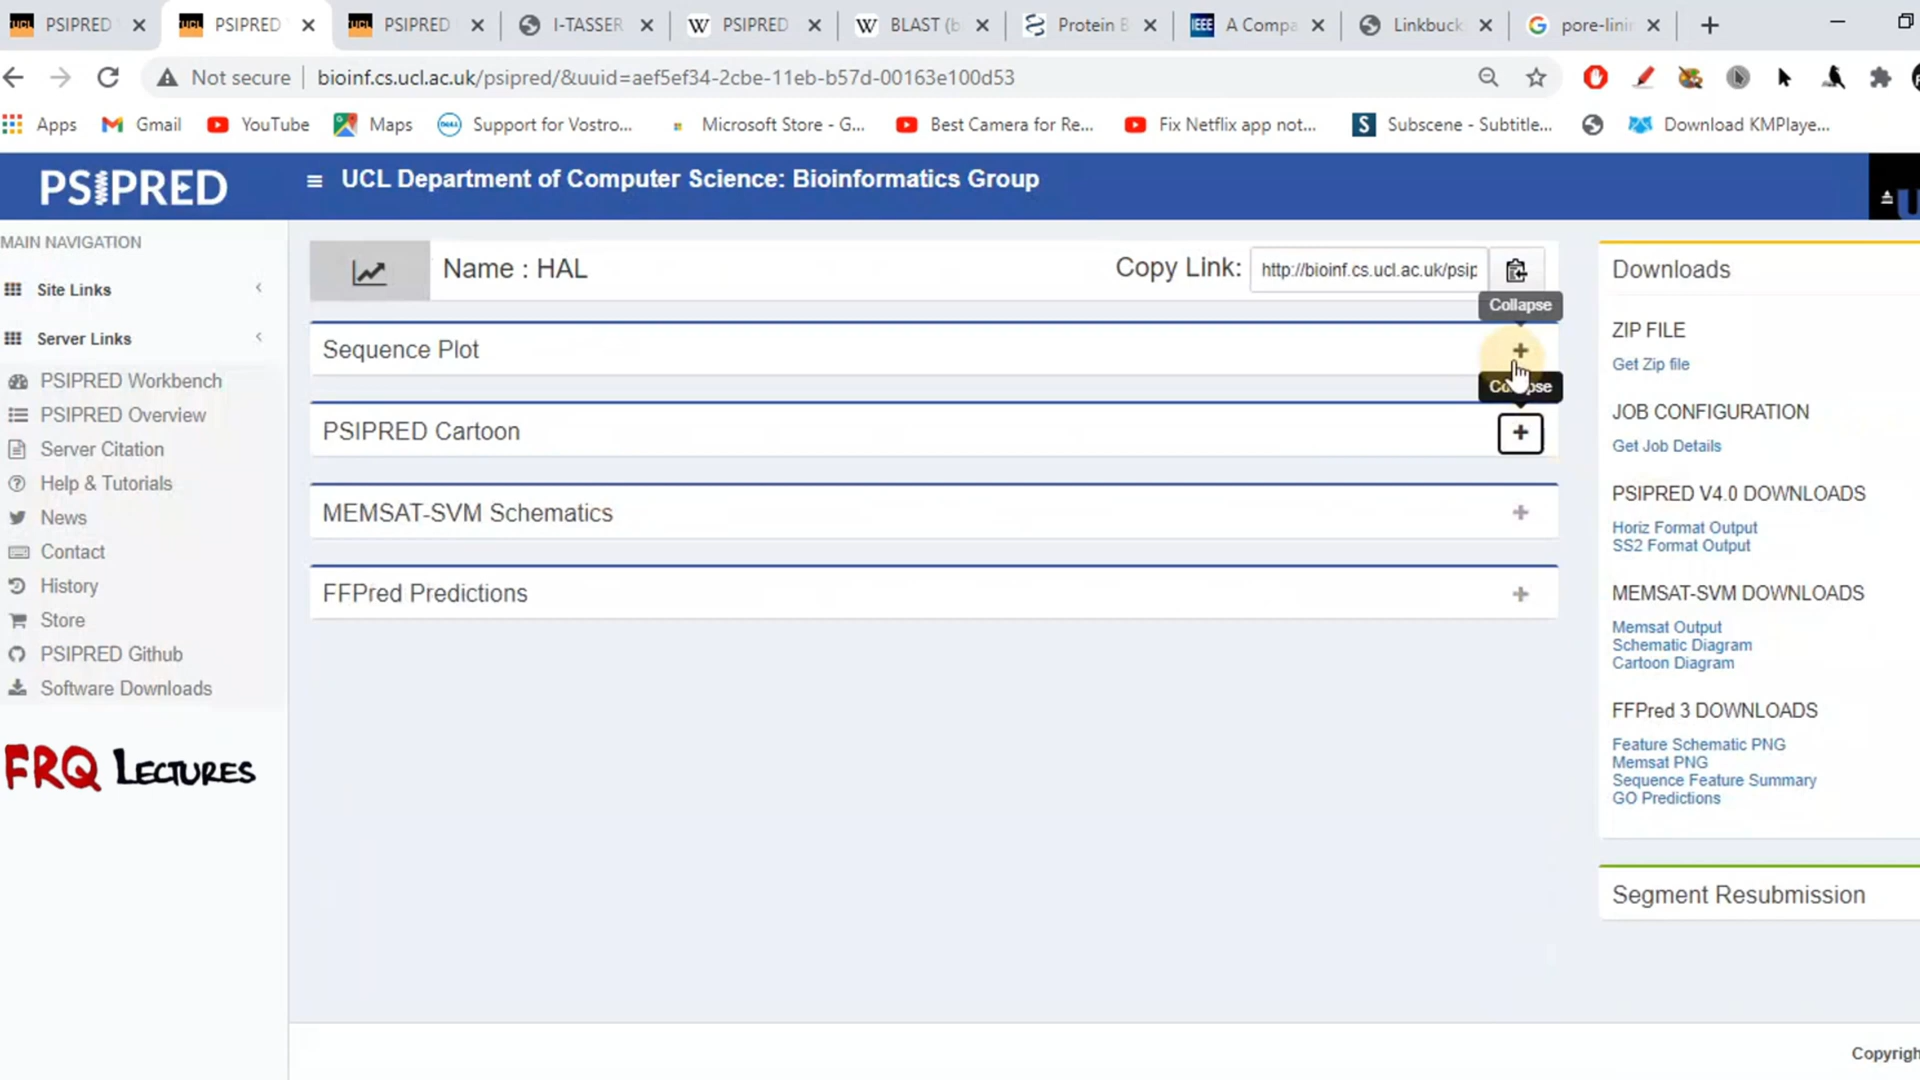 PSIPRED
PSIPRED
PSIPRED
I-TASSER
PSIPRED
BLAST (b
Protein B
A Compa
Linkbuck
pore-linin
Not secure
bioinf.cs.ucl.ac.uk/psipred/&uuid=aef5ef34-2cbe-11eb-b57d-00163e100d53
Apps
Gmail
YouTube
Maps
Support for Vostro...
Microsoft Store - G...
Best Camera for Re...
Fix Netflix app not...
Subscene - Subtitle...
Download KMPlaye...
PSIPRED
UCL Department of Computer Science: Bioinformatics Group
MAIN NAVIGATION
Site Links
Server Links
PSIPRED Workbench
PSIPRED Overview
Server Citation
Help & Tutorials
News
Contact
History
Store
PSIPRED Github
Software Downloads
FRQ LECTURES
Name : HAL
Copy Link:
http://bioinf.cs.ucl.ac.uk/psip
Collapse
Sequence Plot
PSIPRED Cartoon
MEMSAT-SVM Schematics
FFPred Predictions
Downloads
ZIP FILE
Get Zip file
JOB CONFIGURATION
Get Job Details
PSIPRED V4.0 DOWNLOADS
Horiz Format Output
SS2 Format Output
MEMSAT-SVM DOWNLOADS
Memsat Output
Schematic Diagram
Cartoon Diagram
FFPred 3 DOWNLOADS
Feature Schematic PNG
Memsat PNG
Sequence Feature Summary
GO Predictions
Segment Resubmission
Copyrigh